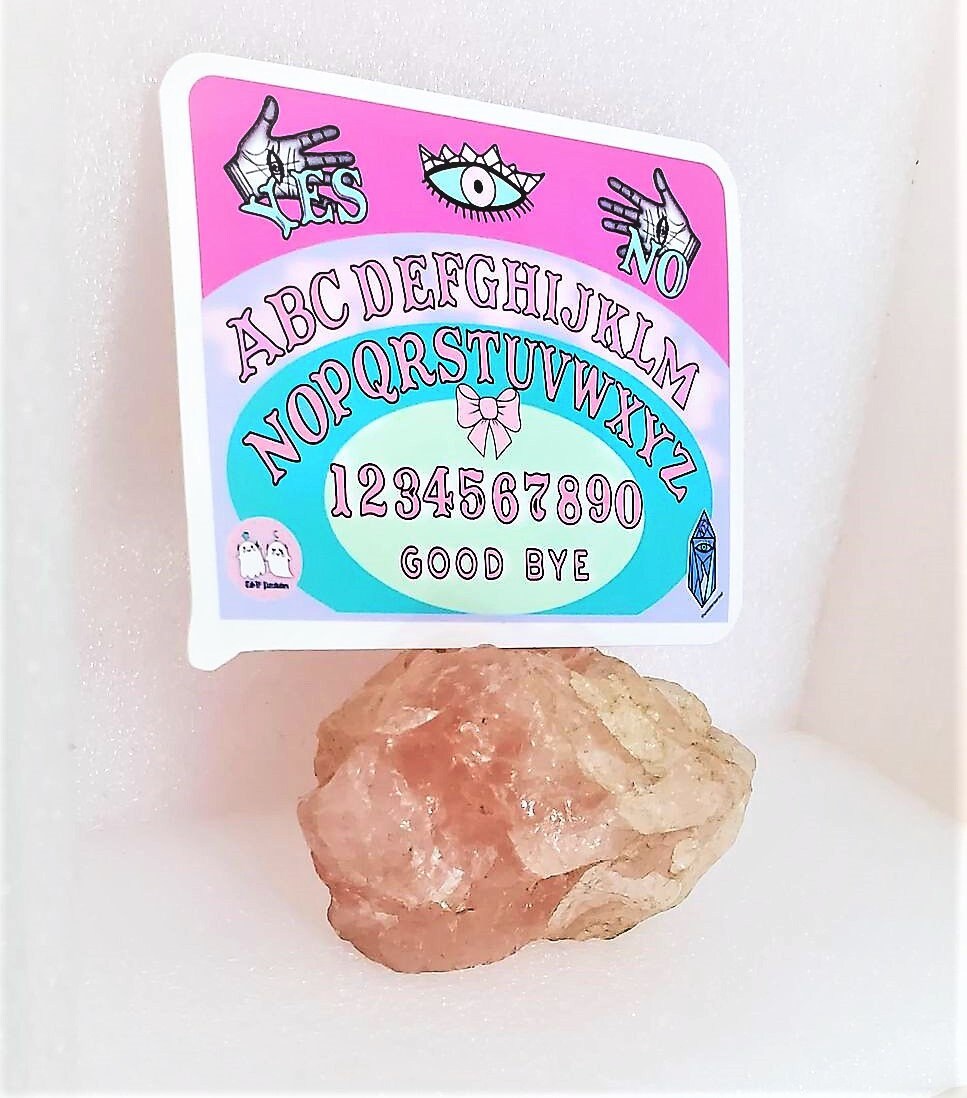 YES
NO
ABCDEFGHIJKLM
NOPQRSTUVWXYZ
1234567890
GOOD BYE